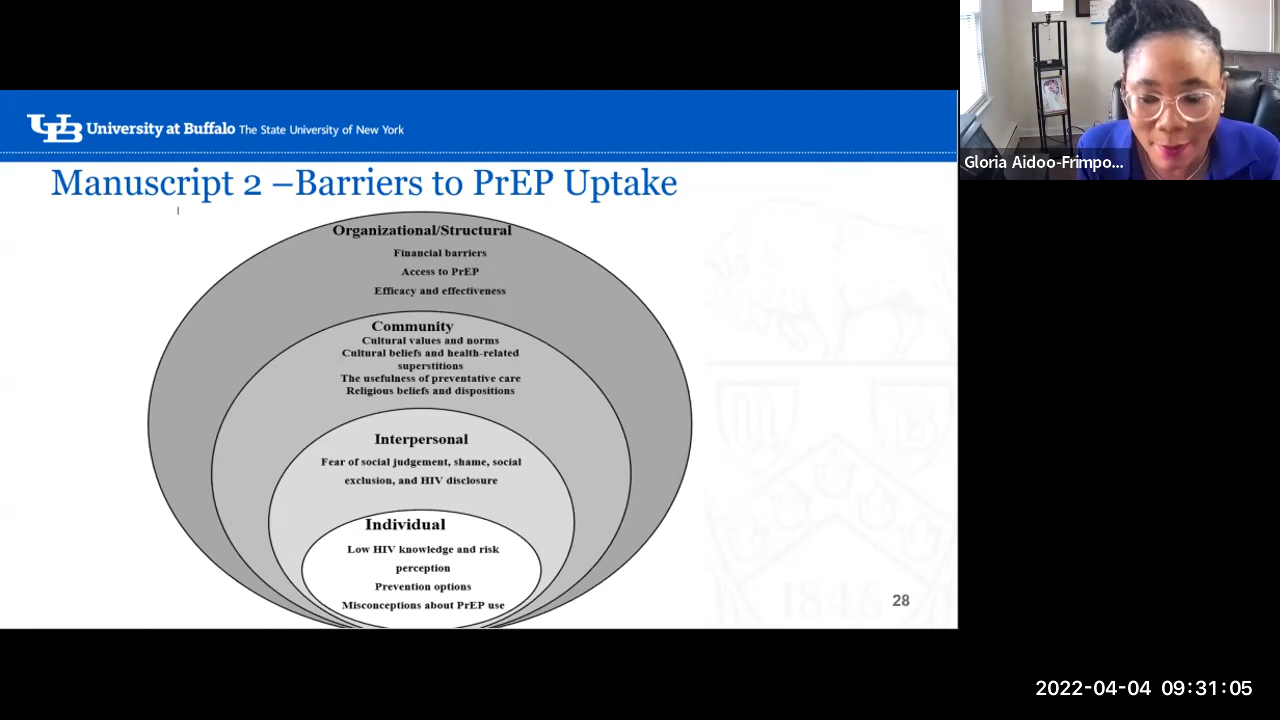 UB University at Buffalo The State University of New York
Manuscript 2 –Barriers to PrEP Uptake
Organizational/Structural
Financial barriers
Access to PrEP
Efficacy and effectiveness
Community
Cultural values and norms
Cultural beliefs and health-related
superstitions
The usefulness of preventative care
Religious beliefs and dispositions
Interpersonal
Fear of social judgement, shame, social
exclusion, and HIV disclosure
Individual
Low HIV knowledge and risk
perception
Prevention options
Misconceptions about PrEP use
1846
28
Gloria Aidoo-Frimpo...
2022-04-04 09:31:05